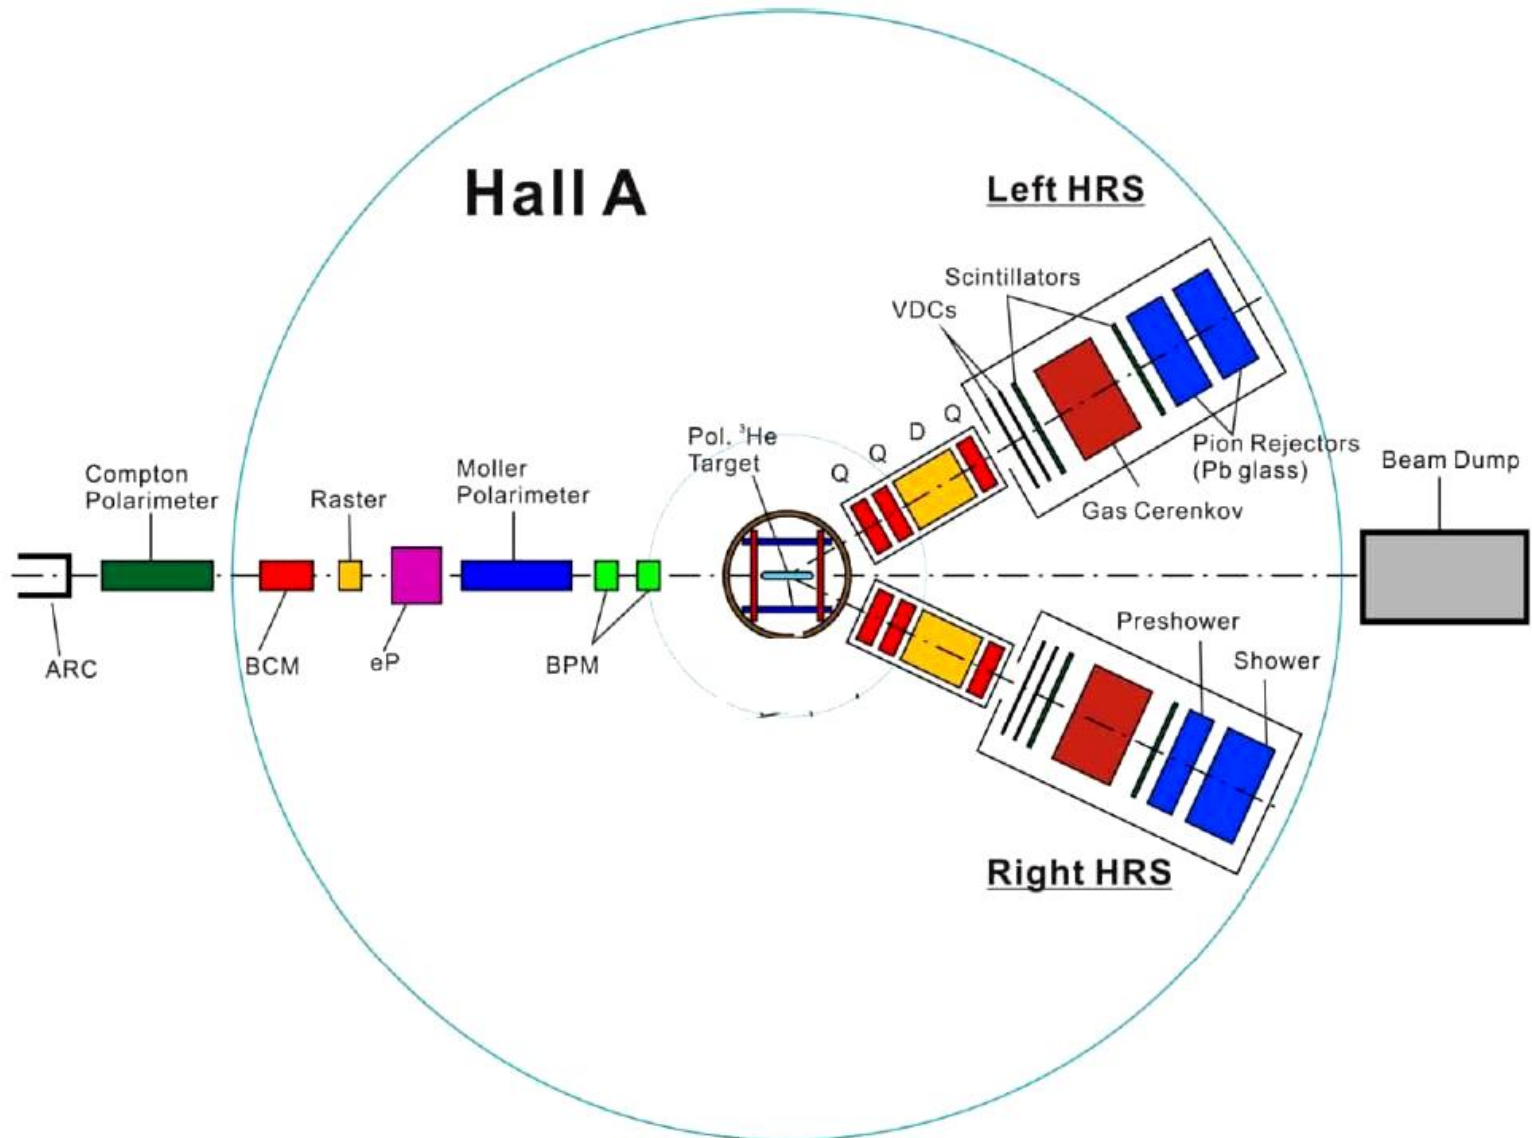 Hall A
Left HRS
Scintillators
VDCs
Q
D
Q
Q
Pol. ³He
Target
Pion Rejectors
(Pb glass)
Gas Cerenkov
Beam Dump
Compton
Polarimeter
Raster
Moller
Polarimeter
ARC
BCM
eP
BPM
Preshower
Shower
Right HRS